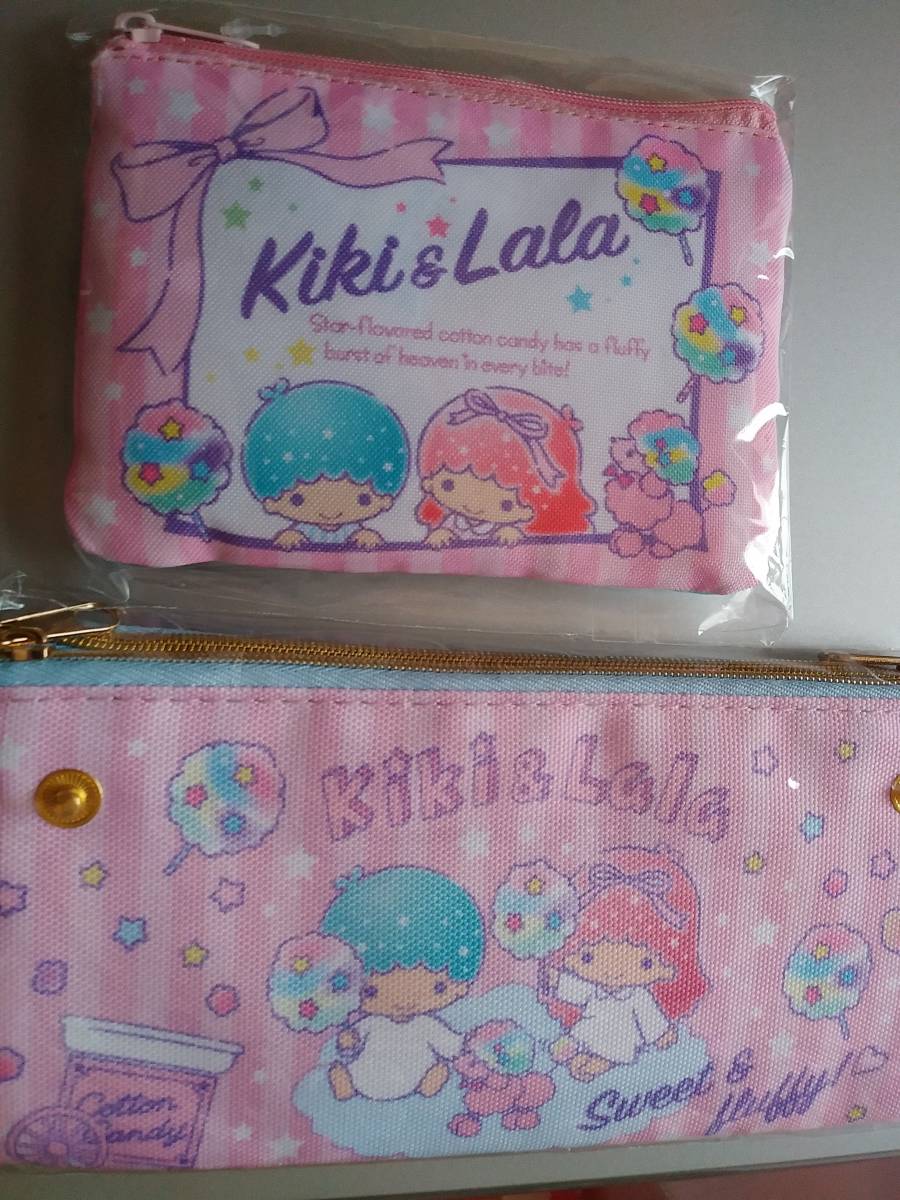 Kiki & Lala
Star-flavored cotton candy has a fluffy
burst of heaven in every bite!
Kiki & Lala
Cotton
Candy
Sweet &
fluffy!